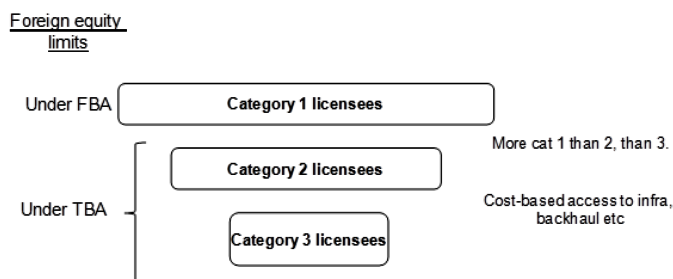 Foreign equity
limits
Under FBA
Category 1 licensees
More cat 1 than 2, than 3.
Category 2 licensees
Under TBA
Cost-based access to infra,
backhaul etc
Category 3 licensees